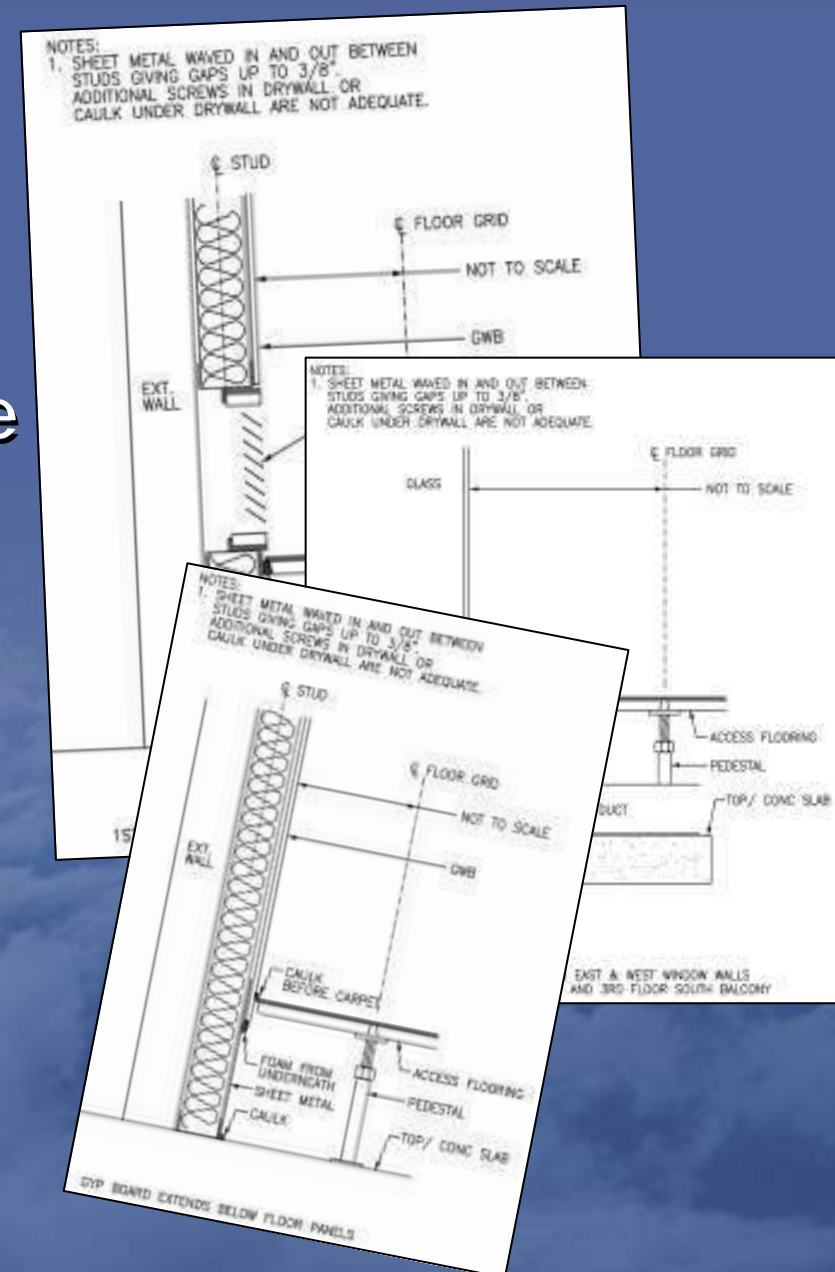 e
NOTES:
1. SHEET METAL WAVED IN AND OUT BETWEEN
STUDS GIVING GAPS UP TO 3/8".
ADDITIONAL SCREWS IN DRYWALL OR
CAULK UNDER DRYWALL ARE NOT ADEQUATE.
℄ STUD
℄ FLOOR GRID
NOT TO SCALE
GWB
EXT.
WALL
1S
NOTES:
1. SHEET METAL WAVED IN AND OUT BETWEEN
STUDS GIVING GAPS UP TO 3/8".
ADDITIONAL SCREWS IN DRYWALL OR
CAULK UNDER DRYWALL ARE NOT ADEQUATE.
℄ FLOOR GRID
GLASS
NOT TO SCALE
ACCESS FLOORING
PEDESTAL
TOP/ CONC SLAB
DUCT
EAST & WEST WINDOW WALLS
AND 3RD FLOOR SOUTH BALCONY
NOTES:
1. SHEET METAL WAVED IN AND OUT BETWEEN
STUDS GIVING GAPS UP TO 3/8".
ADDITIONAL SCREWS IN DRYWALL OR
CAULK UNDER DRYWALL ARE NOT ADEQUATE.
℄ STUD
℄ FLOOR GRID
NOT TO SCALE
GWB
EXT.
WALL
CAULK
BEFORE CARPET
FOAM FROM
UNDERNEATH
SHEET METAL
CAULK
ACCESS FLOORING
PEDESTAL
TOP/ CONC SLAB
GYP BOARD EXTENDS BELOW FLOOR PANELS